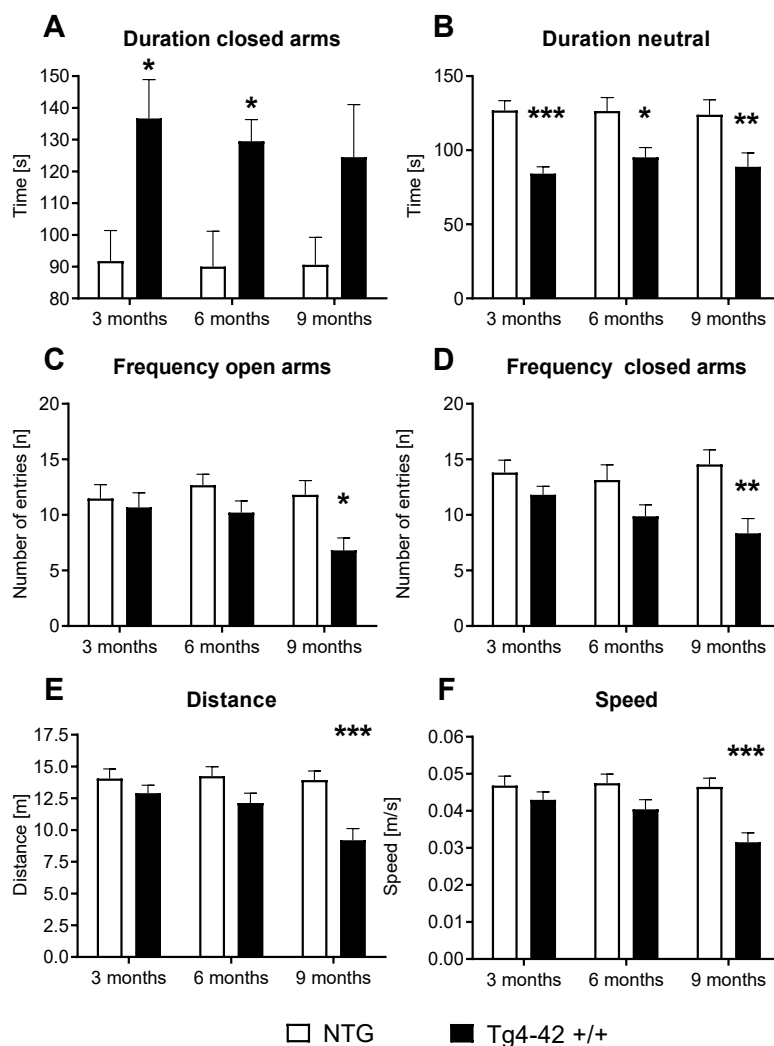 A Duration closed arms
Time [s]
150
140
130
120
110
100
90
80
* *
3 months 6 months 9 months
B Duration neutral
Time [s]
150
100
50
0
*** * **
3 months 6 months 9 months
C Frequency open arms
Number of entries [n]
20
15
10
5
0
*
3 months 6 months 9 months
D Frequency closed arms
Number of entries [n]
20
15
10
5
0
**
3 months 6 months 9 months
E Distance
Distance [m]
17.5
15.0
12.5
10.0
7.5
5.0
2.5
0.0
***
3 months 6 months 9 months
F Speed
Speed [m/s]
0.06
0.05
0.04
0.03
0.02
0.01
0.00
***
3 months 6 months 9 months
NTG Tg4-42 +/+